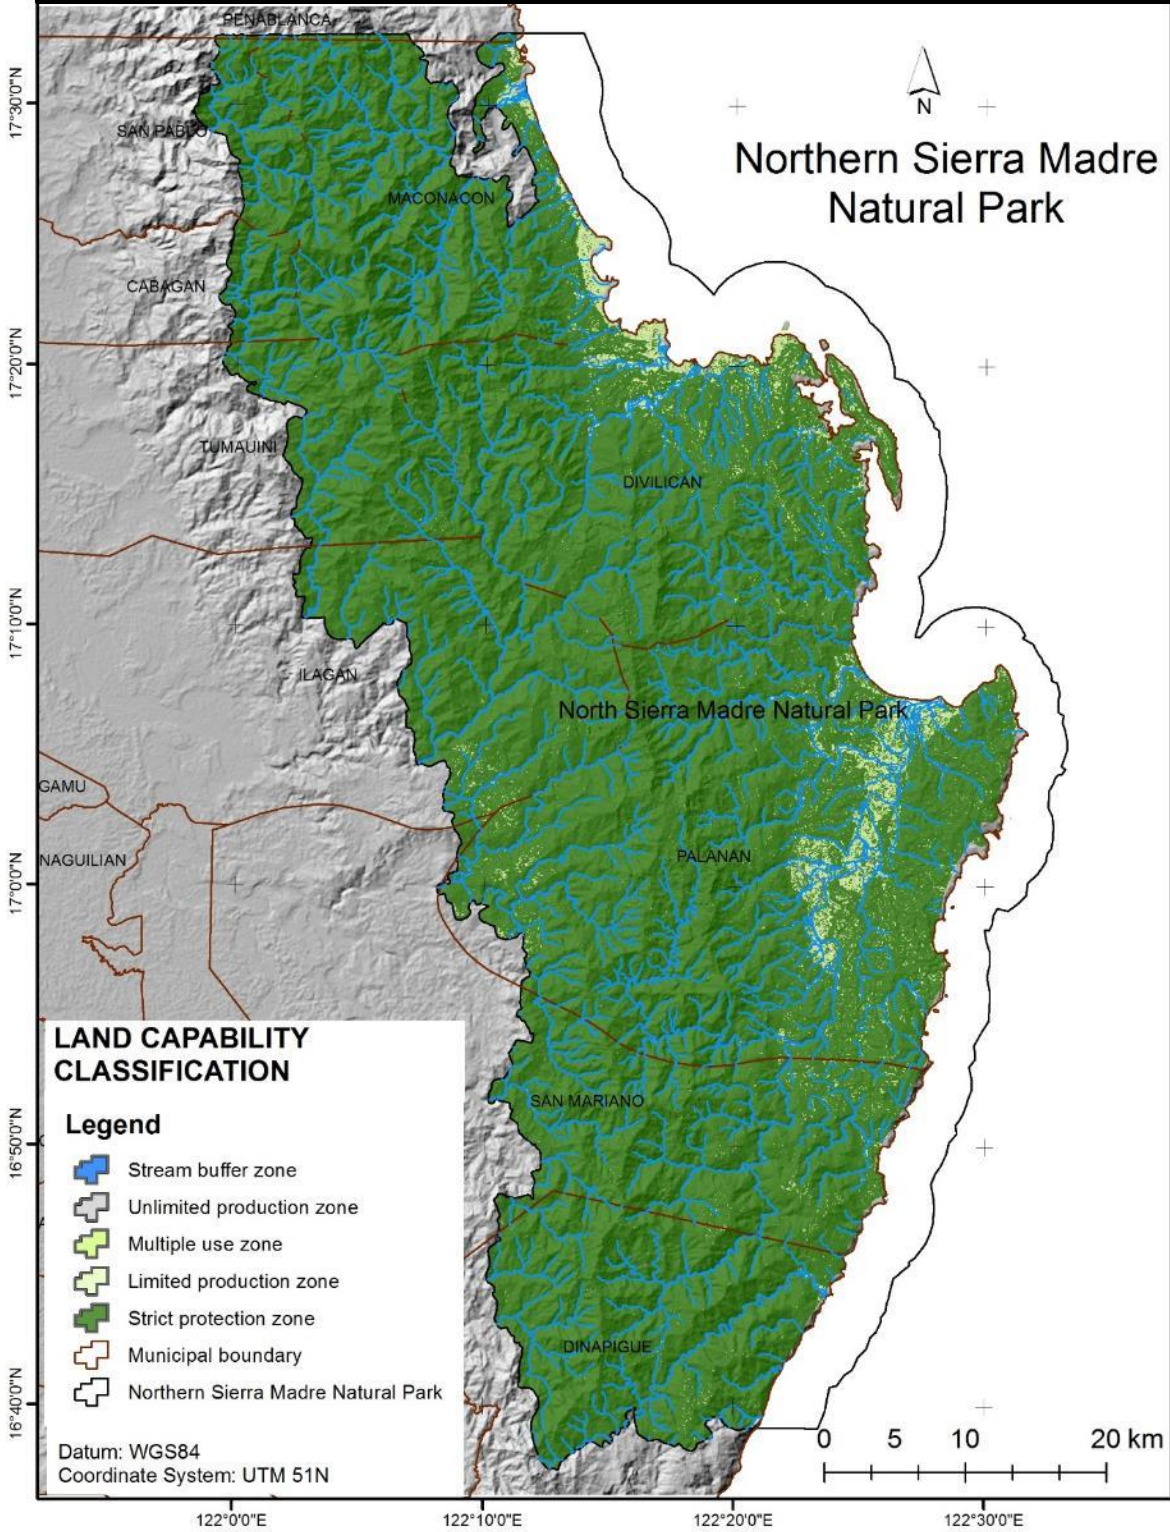 PENABLANCA
N
Northern Sierra Madre
Natural Park
17°30'0"N
SAN PABLO
MACONACON
CABAGAN
17°20'0"N
TUMAUINI
DIVILICAN
17°10'0"N
ILAGAN
North Sierra Madre Natural Park
GAMU
NAGUILIAN
PALANAN
17°0'0"N
LAND CAPABILITY
CLASSIFICATION
Legend
Stream buffer zone
Unlimited production zone
Multiple use zone
Limited production zone
Strict protection zone
Municipal boundary
Northern Sierra Madre Natural Park
Datum: WGS84
Coordinate System: UTM 51N
SAN MARIANO
16°50'0"N
DINAPIGUE
16°40'0"N
0 5 10 20 km
122°0'0"E 122°10'0"E 122°20'0"E 122°30'0"E